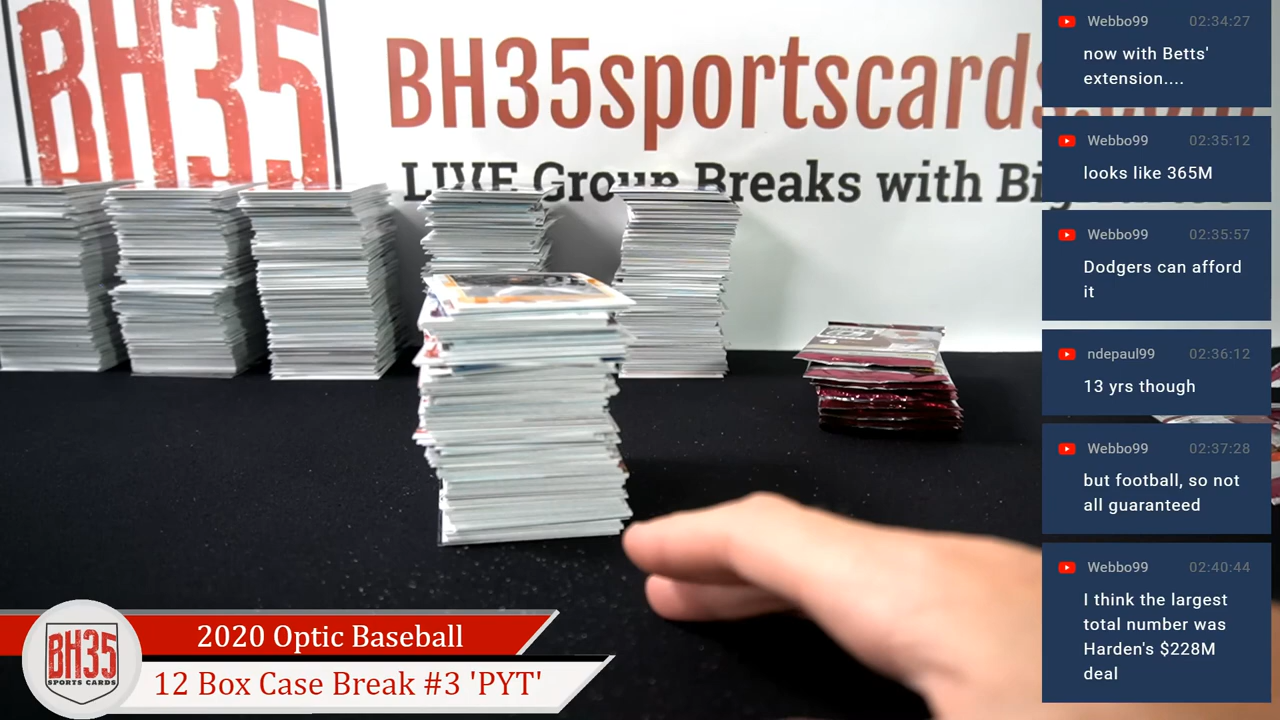 BH35
BH35sportscards.com
LIVE Group Breaks with Big
Webbo99 02:34:27
now with Betts'
extension....
Webbo99 02:35:12
looks like 365M
Webbo99 02:35:57
Dodgers can afford
it
ndepaul99 02:36:12
13 yrs though
Webbo99 02:37:28
but football, so not
all guaranteed
Webbo99 02:40:44
I think the largest
total number was
Harden's $228M
deal
BH35
SPORTS CARDS
2020 Optic Baseball
12 Box Case Break #3 'PYT'